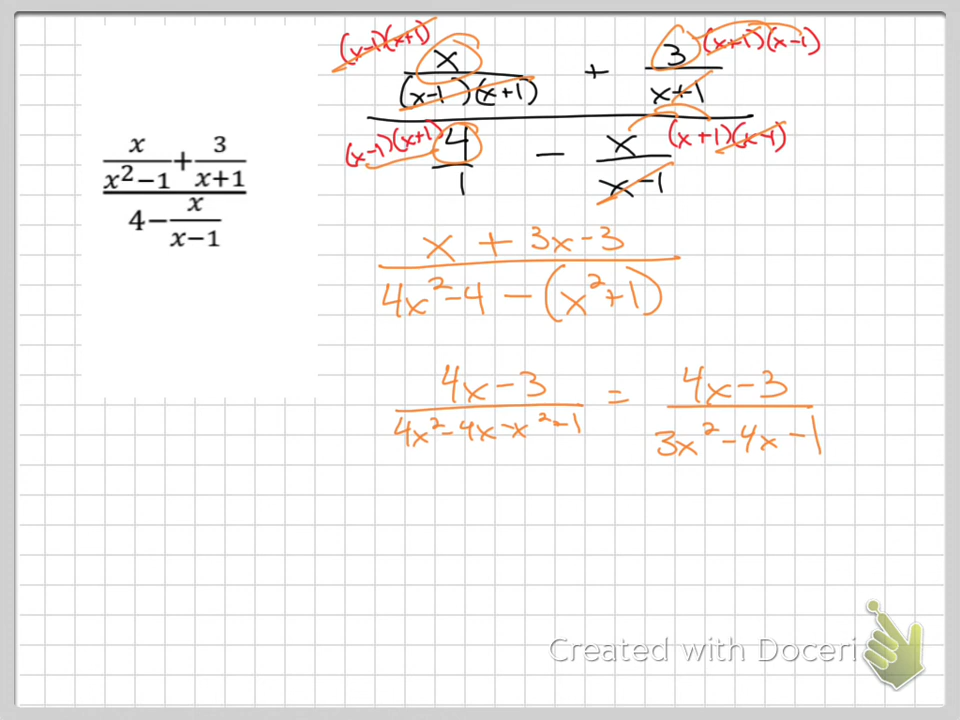 x/(x²−1) + 3/(x+1)
4 − x/(x−1)
(x-1)(x+1) x/((x-1)(x+1)) + 3/(x+1) (x+1)(x-1)
(x-1)(x+1) 4/1 − x/(x-1) (x+1)(x-1)
x + 3x-3
4x²-4 - (x²+1)
4x-3 = 4x-3
4x²-4x-x²-1 3x²-4x-1
Created with Doceri